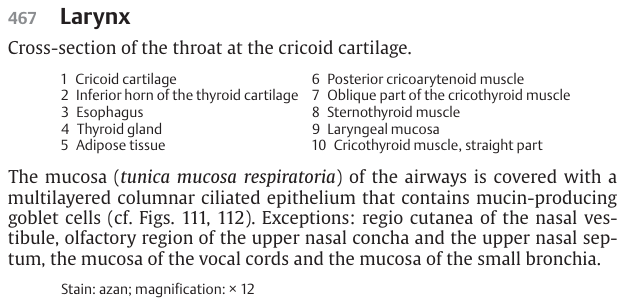 467 Larynx
Cross-section of the throat at the cricoid cartilage.
1 Cricoid cartilage
2 Inferior horn of the thyroid cartilage
3 Esophagus
4 Thyroid gland
5 Adipose tissue
6 Posterior cricoarytenoid muscle
7 Oblique part of the cricothyroid muscle
8 Sternothyroid muscle
9 Laryngeal mucosa
10 Cricothyroid muscle, straight part
The mucosa (tunica mucosa respiratoria) of the airways is covered with a
multilayered columnar ciliated epithelium that contains mucin-producing
goblet cells (cf. Figs. 111, 112). Exceptions: regio cutanea of the nasal ves-
tibule, olfactory region of the upper nasal concha and the upper nasal sep-
tum, the mucosa of the vocal cords and the mucosa of the small bronchia.
Stain: azan; magnification: × 12